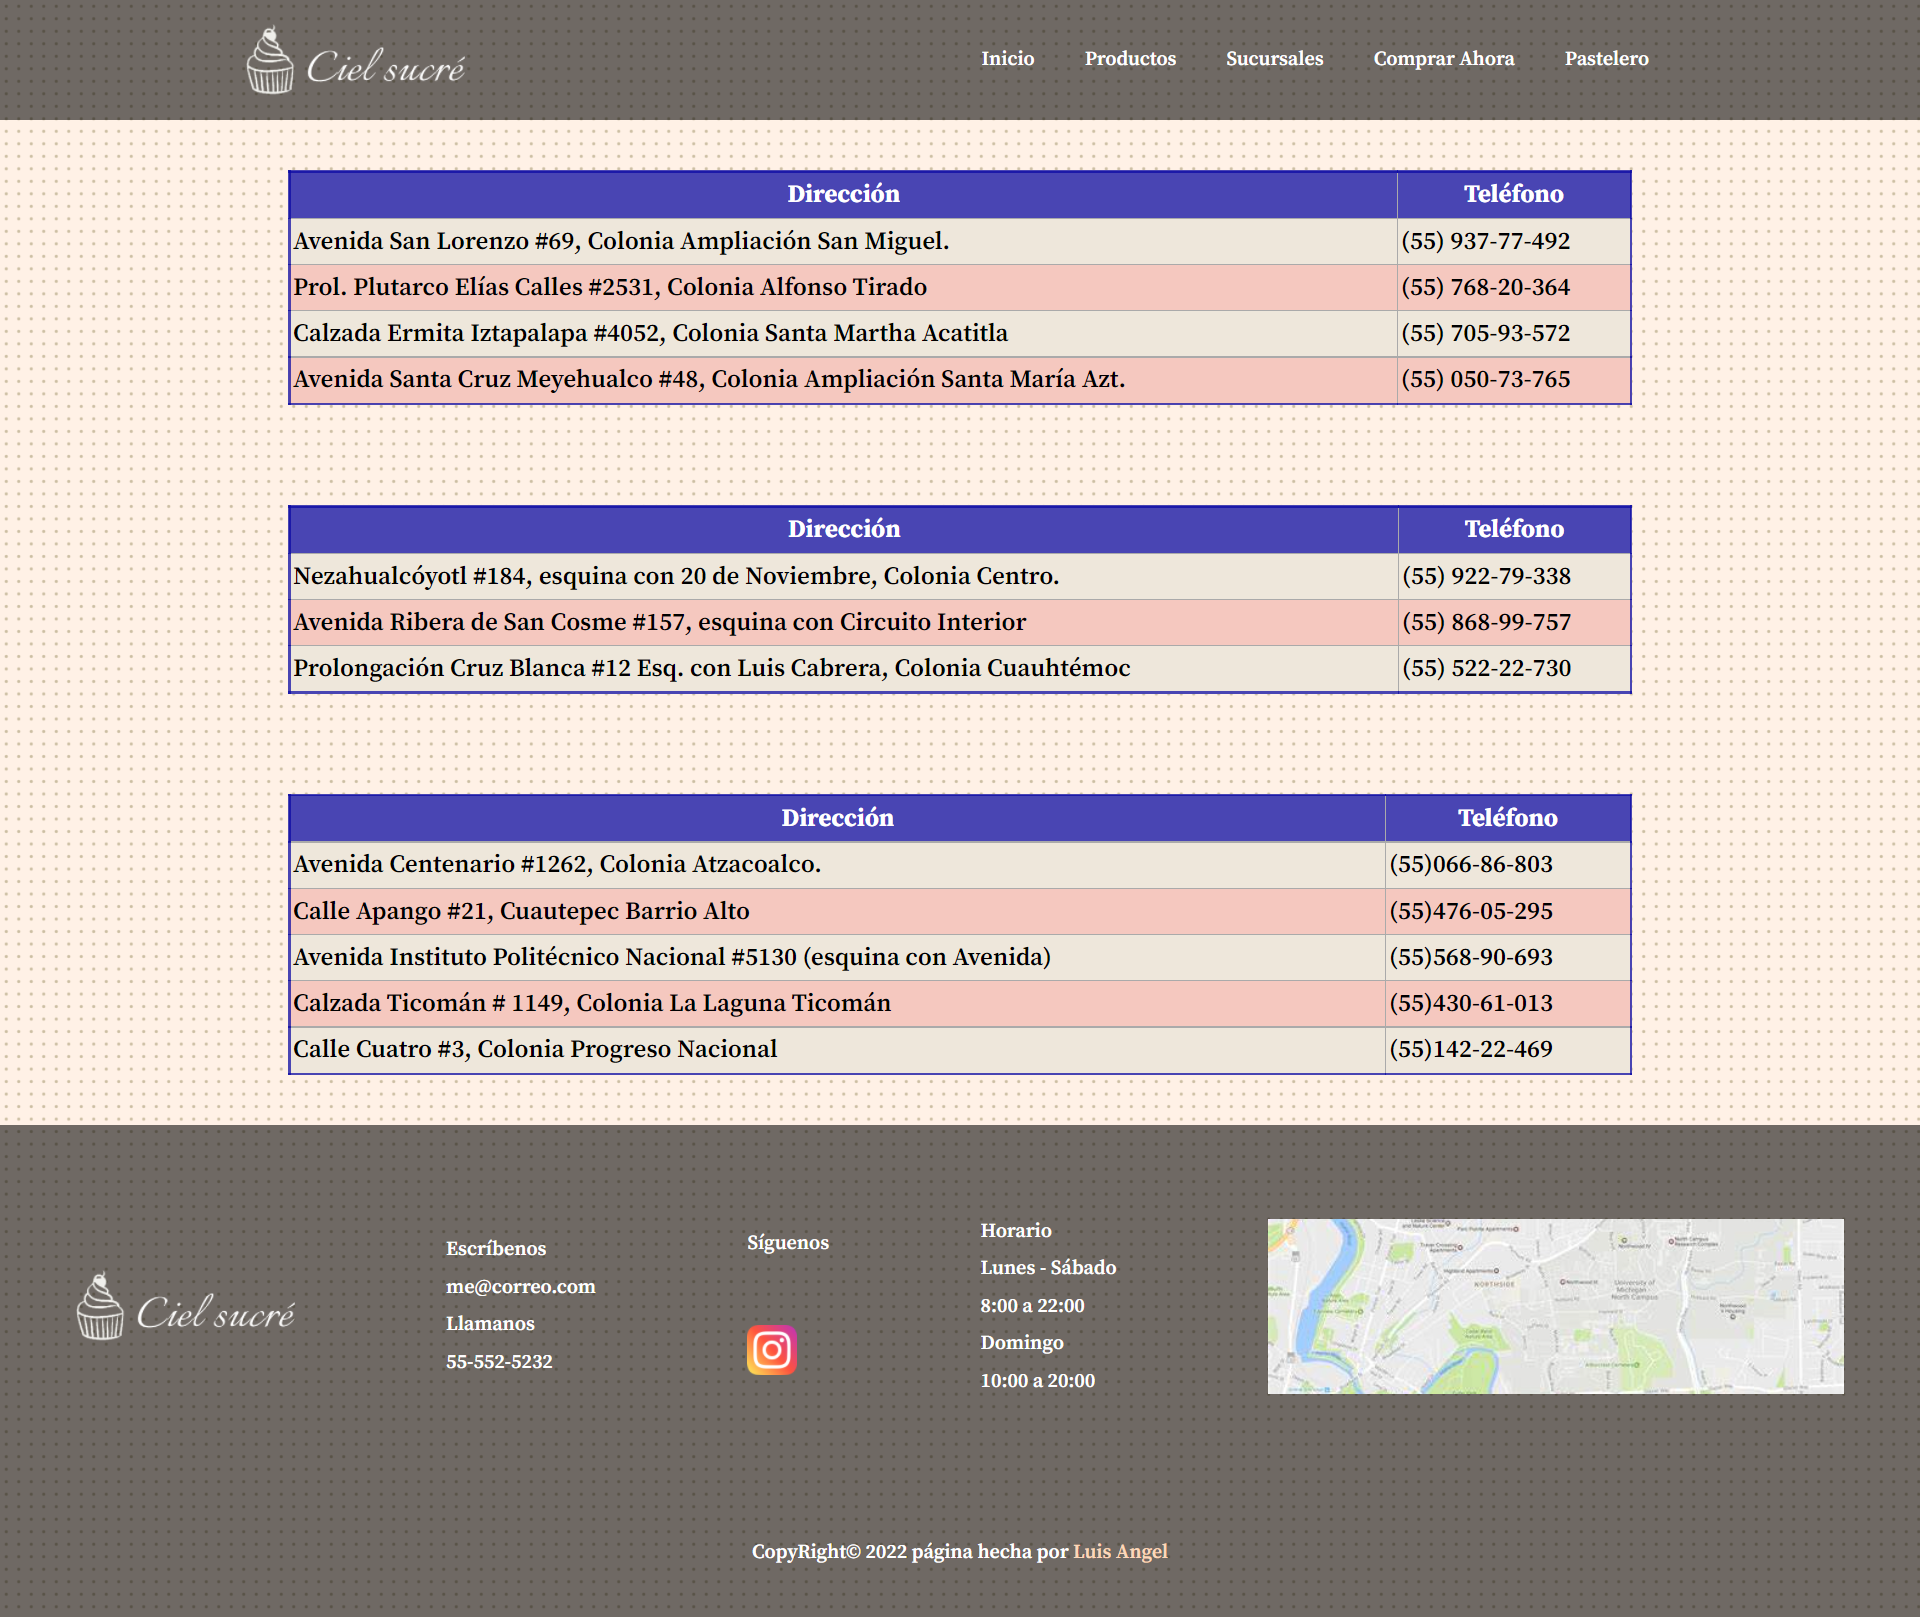 Ciel sucré
Inicio Productos Sucursales Comprar Ahora Pastelero
Dirección Teléfono
Avenida San Lorenzo #69, Colonia Ampliación San Miguel. (55) 937-77-492
Prol. Plutarco Elías Calles #2531, Colonia Alfonso Tirado (55) 768-20-364
Calzada Ermita Iztapalapa #4052, Colonia Santa Martha Acatitla (55) 705-93-572
Avenida Santa Cruz Meyehualco #48, Colonia Ampliación Santa María Azt. (55) 050-73-765
Dirección Teléfono
Nezahualcóyotl #184, esquina con 20 de Noviembre, Colonia Centro. (55) 922-79-338
Avenida Ribera de San Cosme #157, esquina con Circuito Interior (55) 868-99-757
Prolongación Cruz Blanca #12 Esq. con Luis Cabrera, Colonia Cuauhtémoc (55) 522-22-730
Dirección Teléfono
Avenida Centenario #1262, Colonia Atzacoalco. (55)066-86-803
Calle Apango #21, Cuautepec Barrio Alto (55)476-05-295
Avenida Instituto Politécnico Nacional #5130 (esquina con Avenida) (55)568-90-693
Calzada Ticomán # 1149, Colonia La Laguna Ticomán (55)430-61-013
Calle Cuatro #3, Colonia Progreso Nacional (55)142-22-469
Ciel sucré
Escríbenos
me@correo.com
Llamanos
55-552-5232
Síguenos
Horario
Lunes - Sábado
8:00 a 22:00
Domingo
10:00 a 20:00
NORTHSIDE
University of
Michigan -
North Campus
CopyRight© 2022 página hecha por Luis Angel